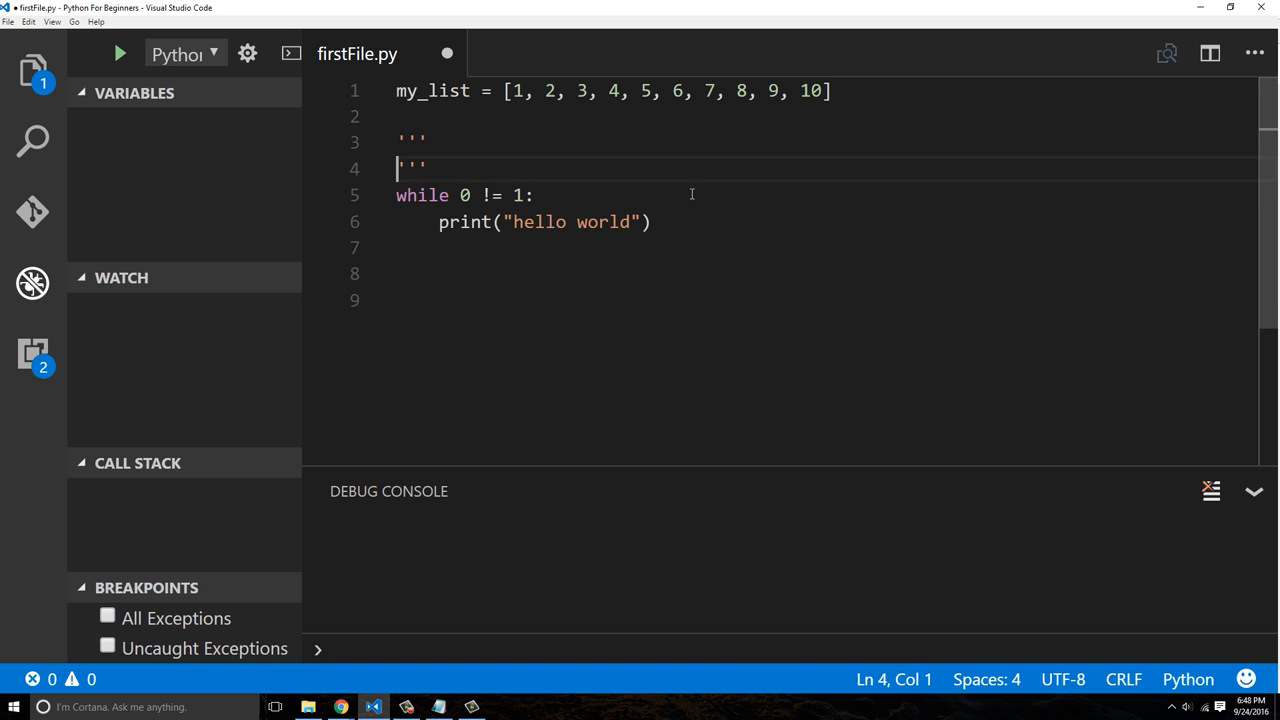 ● firstFile.py - Python For Beginners - Visual Studio Code
File Edit View Go Help
Python
firstFile.py
1
VARIABLES
WATCH
2
CALL STACK
BREAKPOINTS
All Exceptions
Uncaught Exceptions
1 my_list = [1, 2, 3, 4, 5, 6, 7, 8, 9, 10]
2
3 '''
4 '''
5 while 0 != 1:
6     print("hello world")
7
8
9
DEBUG CONSOLE
0 0
Ln 4, Col 1 Spaces: 4 UTF-8 CRLF Python
I'm Cortana. Ask me anything.
6:48 PM
9/24/2016